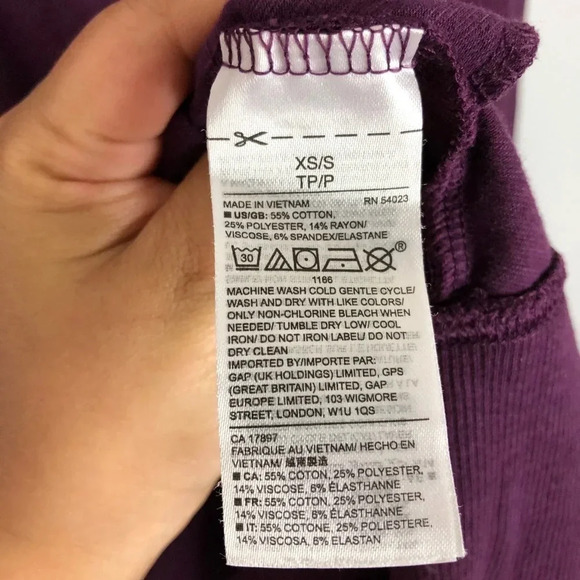 XS/S
TP/P
MADE IN VIETNAM RN 54023
■ US/GB: 55% COTTON,
25% POLYESTER, 14% RAYON/
VISCOSE, 6% SPANDEX/ELASTANE
30 ®
1166
MACHINE WASH COLD GENTLE CYCLE/
WASH AND DRY WITH LIKE COLORS/
ONLY NON-CHLORINE BLEACH WHEN
NEEDED/ TUMBLE DRY LOW/ COOL
IRON/ DO NOT IRON LABEL/ DO NOT
DRY CLEAN
IMPORTED BY/IMPORTE PAR:
GAP (UK HOLDINGS) LIMITED, GPS
(GREAT BRITAIN) LIMITED, GAP
EUROPE LIMITED, 103 WIGMORE
STREET, LONDON, W1U 1QS
CA 17897
FABRIQUE AU VIETNAM/ HECHO EN
VIETNAM/ 越南製造
■ CA: 55% COTON, 25% POLYESTER,
14% VISCOSE, 6% ÉLASTHANNE
■ FR: 55% COTON, 25% POLYESTER,
14% VISCOSE, 6% ÉLASTHANNE
■ IT: 55% COTONE, 25% POLIESTERE,
14% VISCOSA, 6% ELASTAN